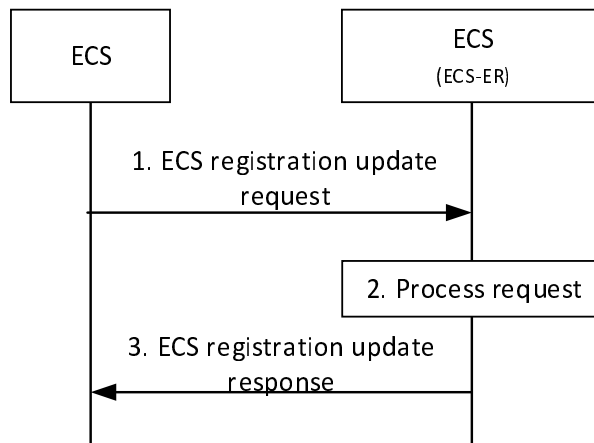 ECS
ECS
(ECS-ER)
1. ECS registration update
request
2. Process request
3. ECS registration update
response